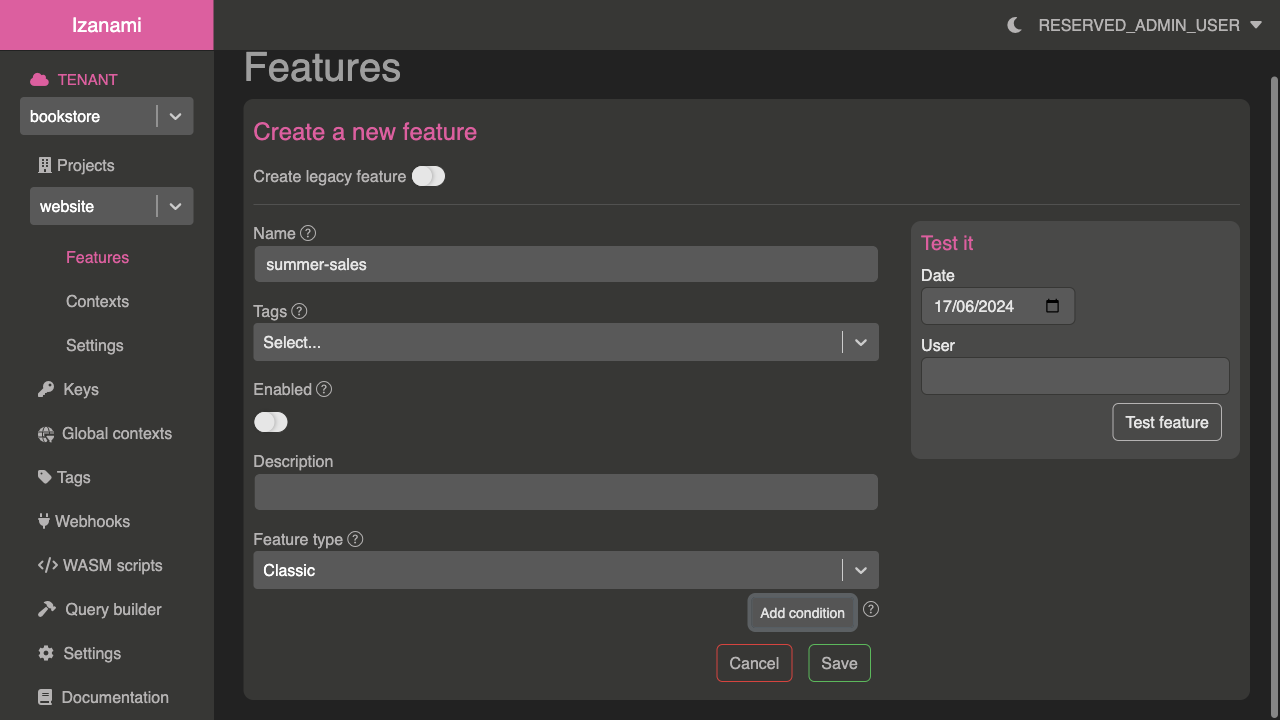 Izanami
RESERVED_ADMIN_USER
TENANT
bookstore
Projects
website
Features
Contexts
Settings
Keys
Global contexts
Tags
Webhooks
WASM scripts
Query builder
Settings
Documentation
Features
Create a new feature
Create legacy feature
Name ?
summer-sales
Tags ?
Select...
Enabled ?
Description
Feature type ?
Classic
Add condition ?
Cancel Save
Test it
Date
17/06/2024
User
Test feature